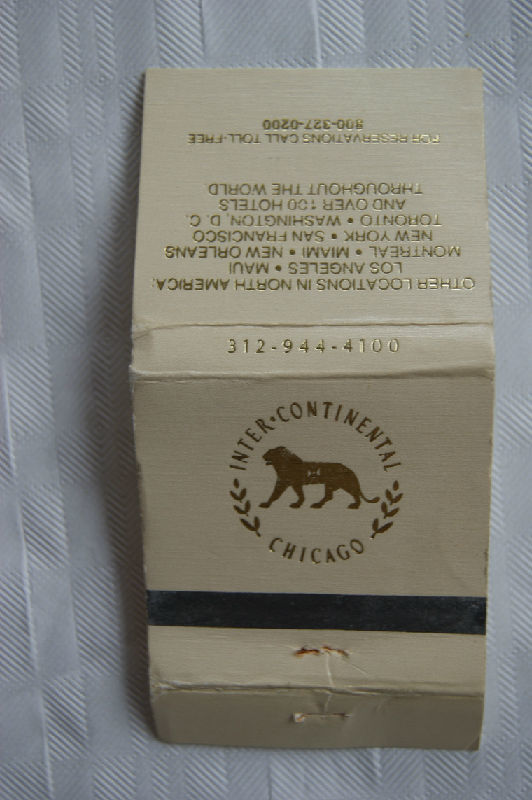 OTHER LOCATIONS IN NORTH AMERICA:
LOS ANGELES • MAUI
MONTREAL • MIAMI • NEW ORLEANS
NEW YORK • SAN FRANCISCO
TORONTO • WASHINGTON, D. C.
AND OVER 100 HOTELS
THROUGHOUT THE WORLD
FOR RESERVATIONS CALL TOLL-FREE
800-327-0200
312-944-4100
INTER•CONTINENTAL
CHICAGO